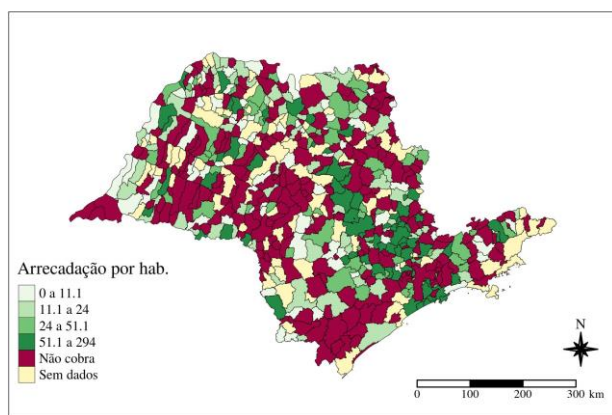 Arrecadação por hab.
0 a 11.1
11.1 a 24
24 a 51.1
51.1 a 294
Não cobra
Sem dados
N
0 100 200 300 km